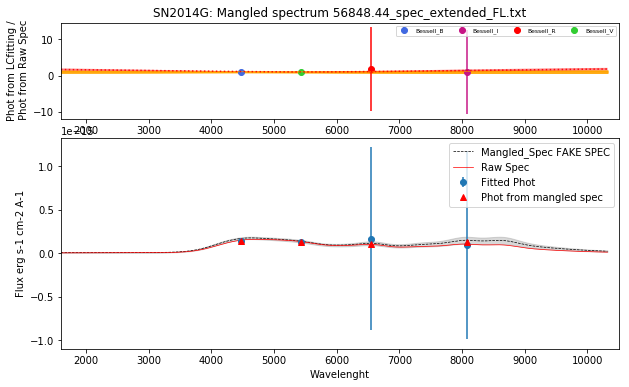 SN2014G: Mangled spectrum 56848.44_spec_extended_FL.txt
Phot from LCfitting /
Phot from Raw Spec
10
0
−10
Bessell_B Bessell_I Bessell_R Bessell_V
2000 3000 4000 5000 6000 7000 8000 9000 10000
1e−15
Flux erg s-1 cm-2 A-1
1.0
0.5
0.0
−0.5
−1.0
Mangled_Spec FAKE SPEC
Raw Spec
Fitted Phot
Phot from mangled spec
2000 3000 4000 5000 6000 7000 8000 9000 10000
Wavelenght